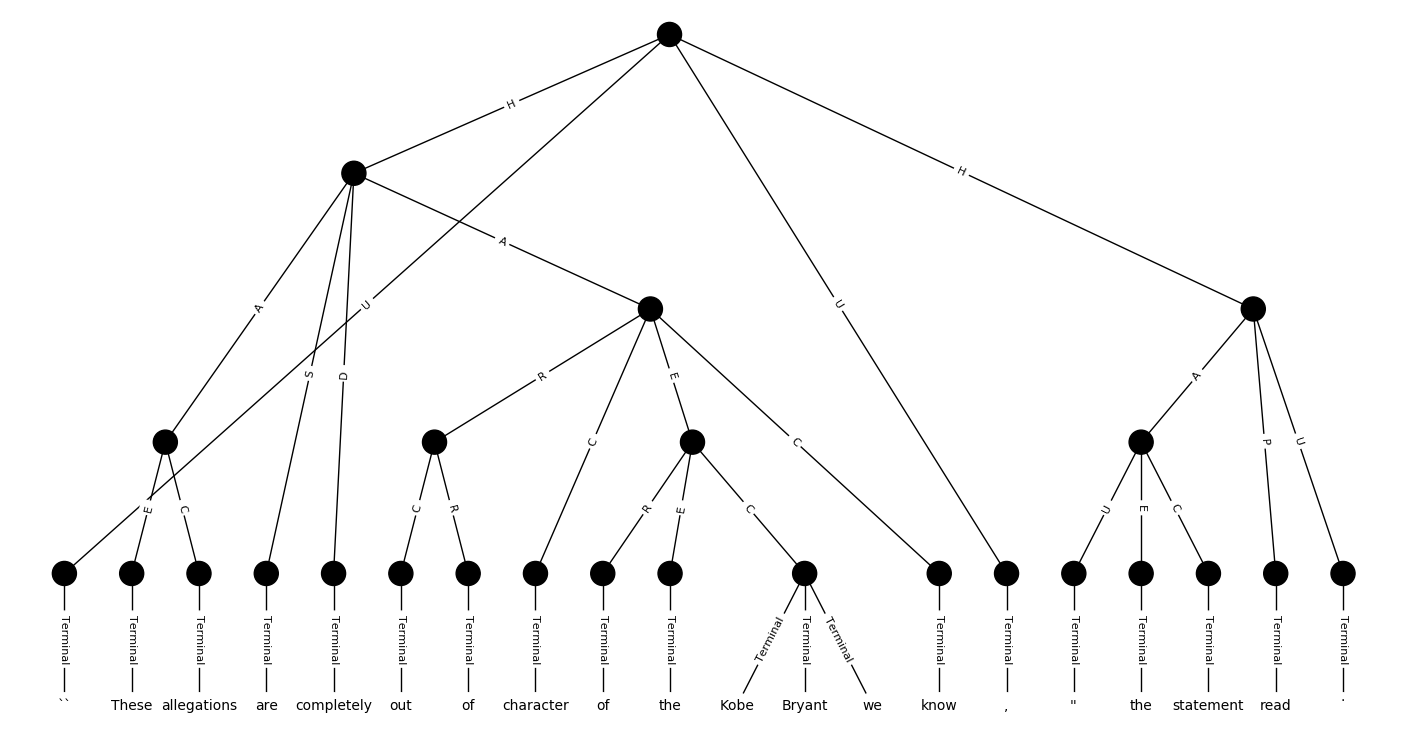 H
H
A
U
A
U
S
D
R
E
A
C
C
P
U
E
C
C
R
R
E
C
U
E
C
Terminal Terminal Terminal Terminal Terminal Terminal Terminal Terminal Terminal Terminal Terminal Terminal Terminal Terminal Terminal Terminal Terminal Terminal Terminal Terminal
`` These allegations are completely out of character of the Kobe Bryant we know , " the statement read .